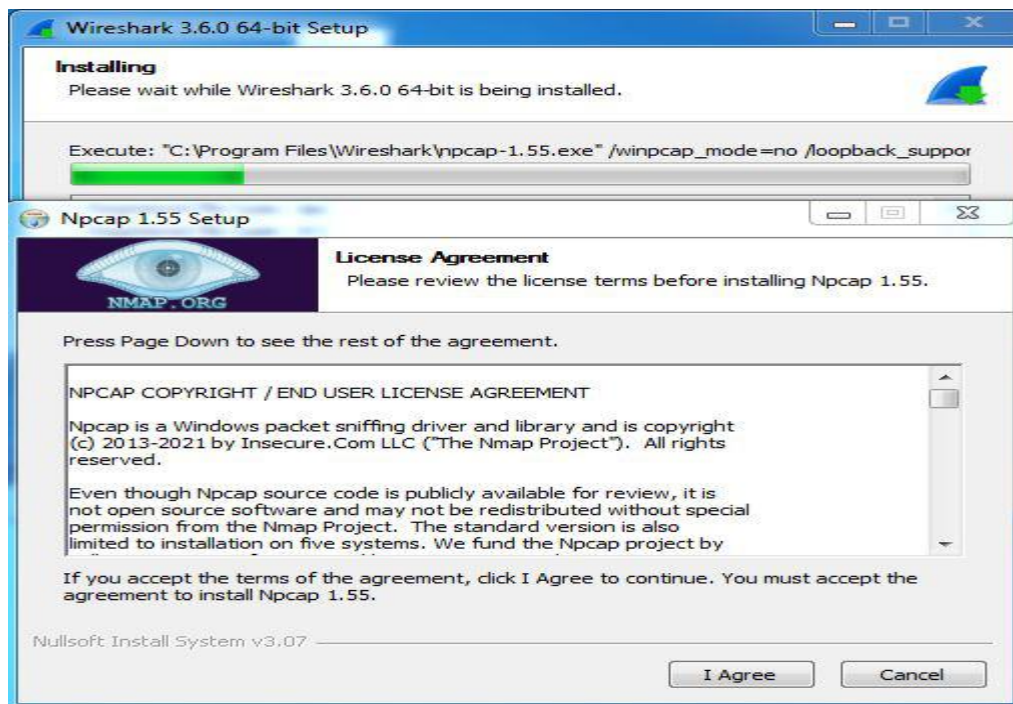 Wireshark 3.6.0 64-bit Setup
Installing
Please wait while Wireshark 3.6.0 64-bit is being installed.
Execute: "C:\Program Files\Wireshark\npcap-1.55.exe" /winpcap_mode=no /loopback_suppor
Npcap 1.55 Setup
NMAP.ORG
License Agreement
Please review the license terms before installing Npcap 1.55.
Press Page Down to see the rest of the agreement.
NPCAP COPYRIGHT / END USER LICENSE AGREEMENT
Npcap is a Windows packet sniffing driver and library and is copyright
(c) 2013-2021 by Insecure.Com LLC ("The Nmap Project").  All rights
reserved.
Even though Npcap source code is publicly available for review, it is
not open source software and may not be redistributed without special
permission from the Nmap Project.  The standard version is also
limited to installation on five systems. We fund the Npcap project by
If you accept the terms of the agreement, click I Agree to continue. You must accept the
agreement to install Npcap 1.55.
Nullsoft Install System v3.07
I Agree
Cancel